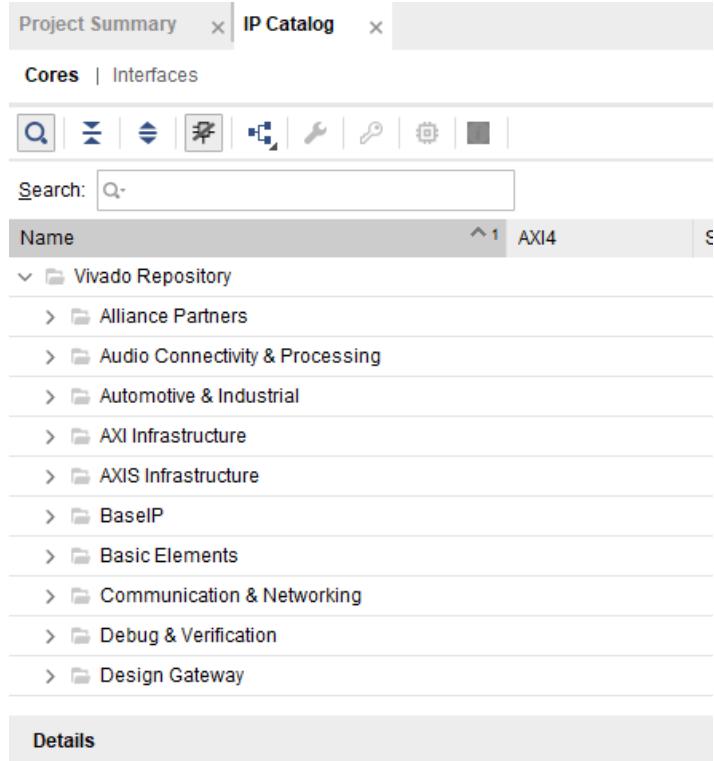 Project Summary × IP Catalog ×
Cores | Interfaces
Search:
Name 1 AXI4 S
Vivado Repository
Alliance Partners
Audio Connectivity & Processing
Automotive & Industrial
AXI Infrastructure
AXIS Infrastructure
BaseIP
Basic Elements
Communication & Networking
Debug & Verification
Design Gateway
Details